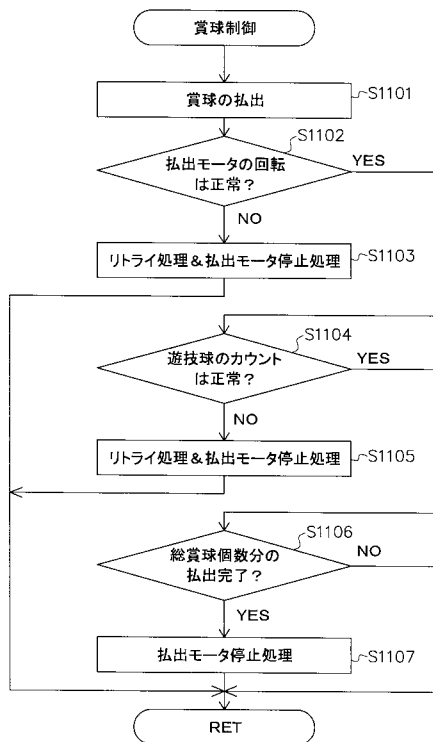 賞球制御
賞球の払出
S1101
S1102
払出モータの回転
は正常?
YES
NO
リトライ処理&払出モータ停止処理
S1103
S1104
遊技球のカウント
は正常?
YES
NO
リトライ処理&払出モータ停止処理
S1105
S1106
総賞球個数分の
払出完了?
NO
YES
払出モータ停止処理
S1107
RET